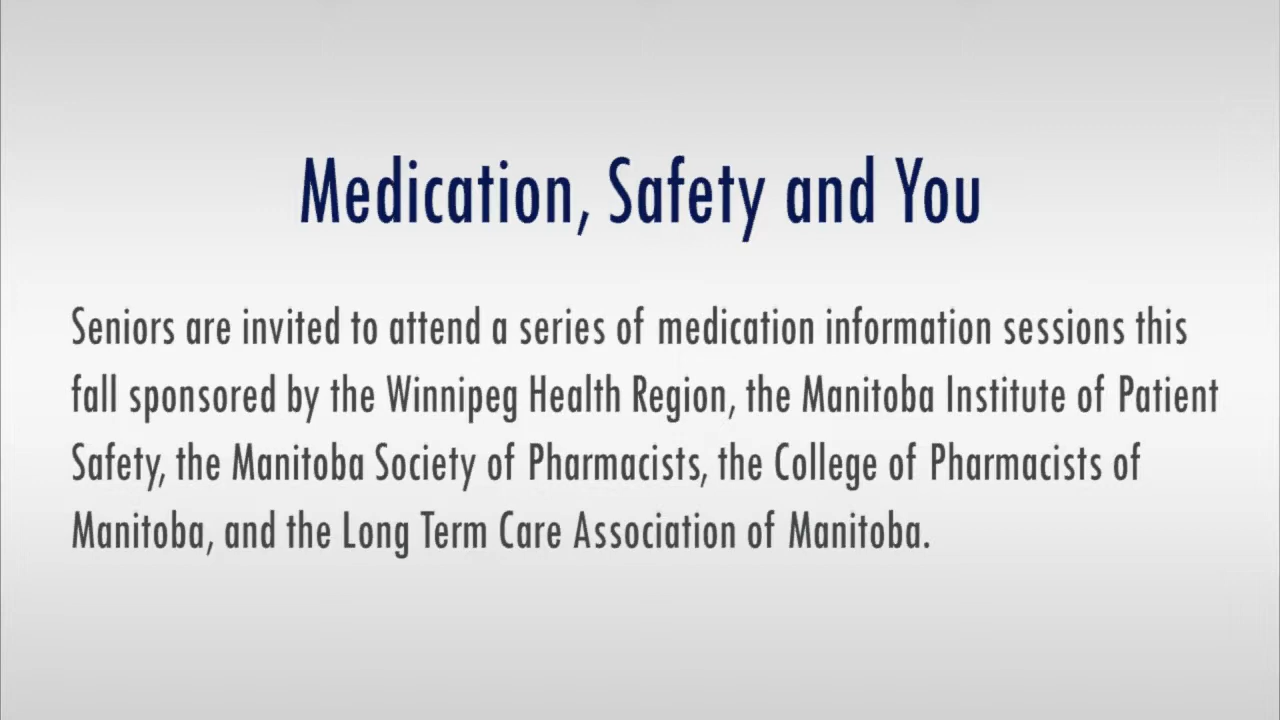 Medication, Safety and You
Seniors are invited to attend a series of medication information sessions this
fall sponsored by the Winnipeg Health Region, the Manitoba Institute of Patient
Safety, the Manitoba Society of Pharmacists, the College of Pharmacists of
Manitoba, and the Long Term Care Association of Manitoba.